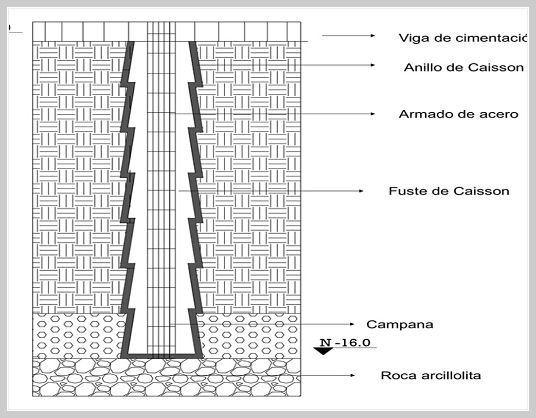 Viga de cimentació
Anillo de Caisson
Armado de acero
Fuste de Caisson
Campana
N -16.0
Roca arcillolita